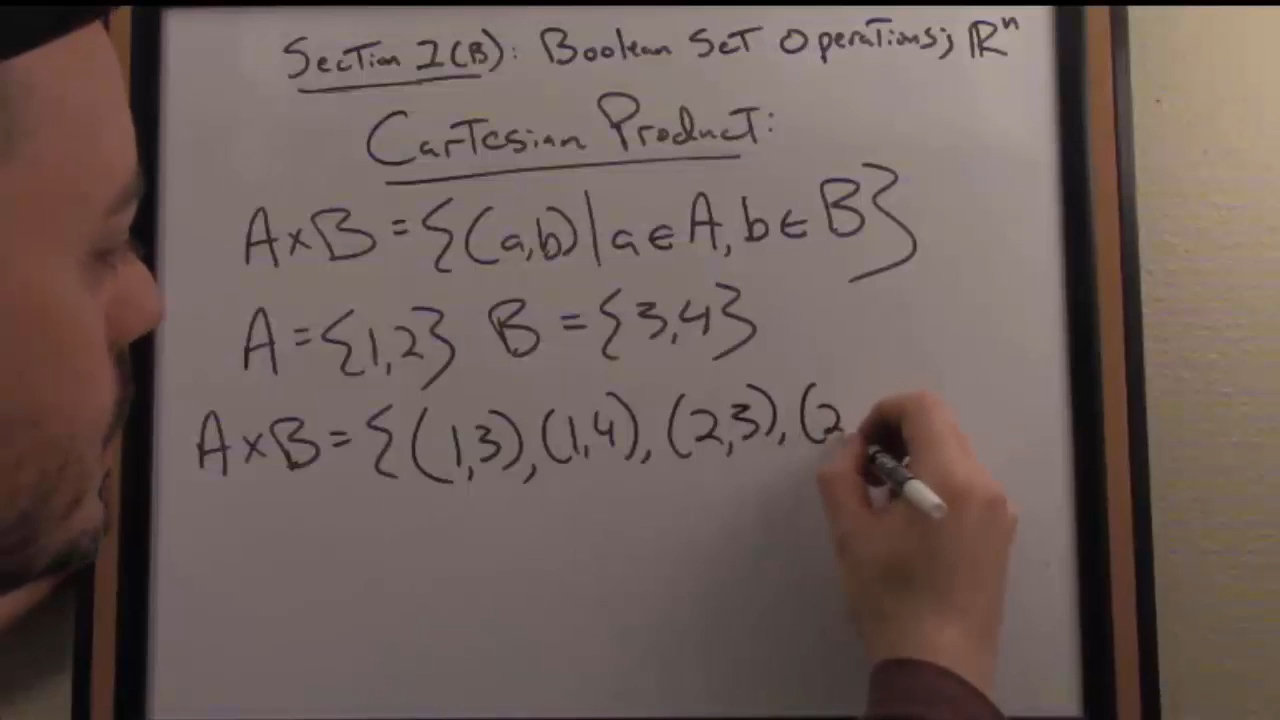 Section I(B): Boolean Set Operations; ℝⁿ
Cartesian Product:
A×B = {(a,b) | a ∈ A, b ∈ B}
A = {1,2} B = {3,4}
A×B = {(1,3), (1,4), (2,3), (2